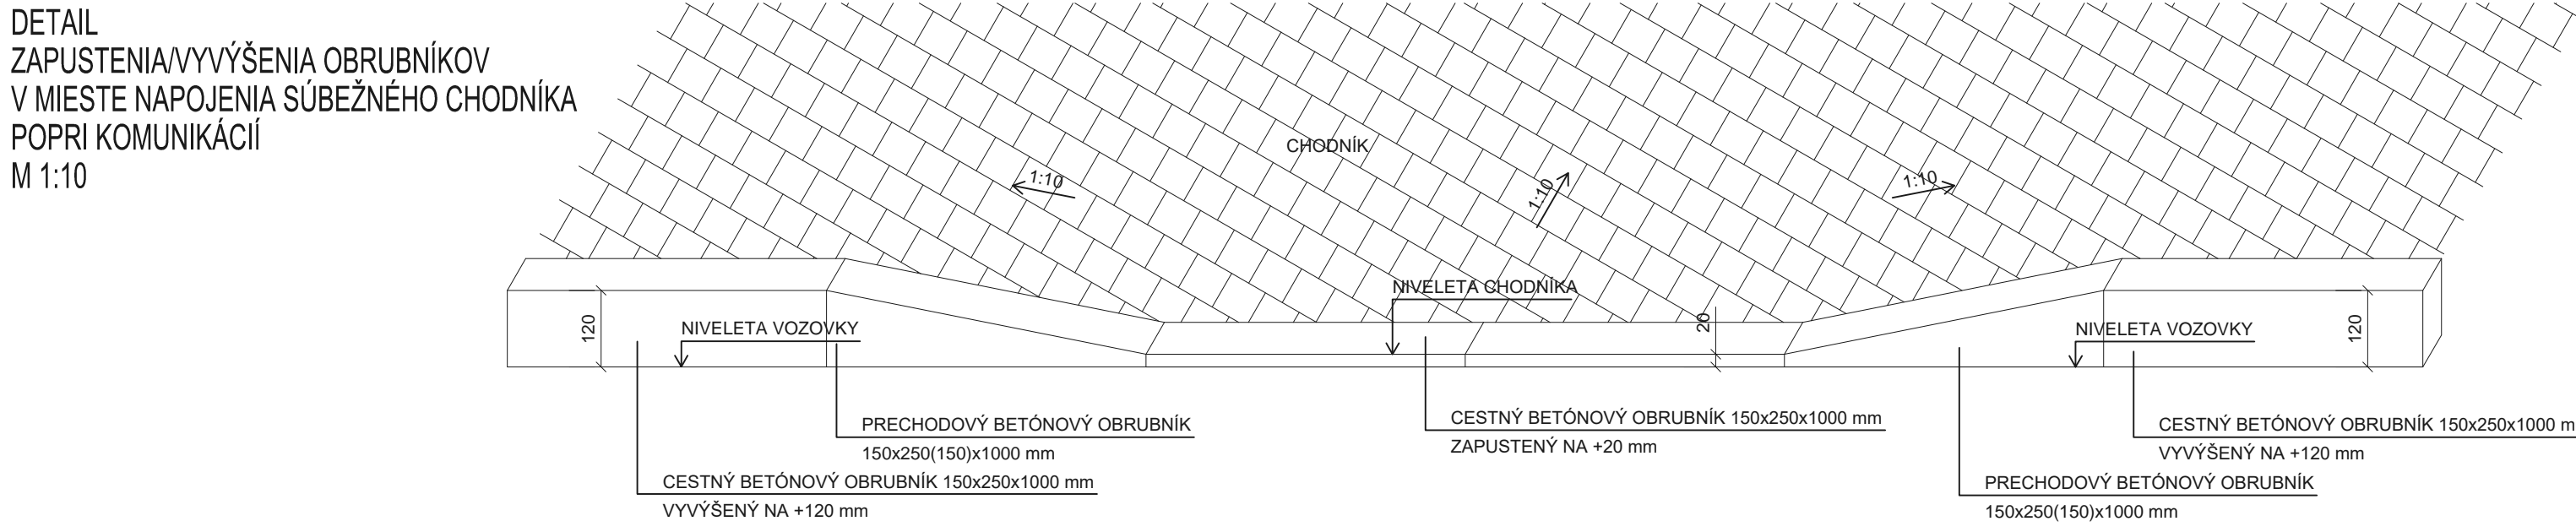 DETAIL
ZAPUSTENIA/VYVÝŠENIA OBRUBNÍKOV
V MIESTE NAPOJENIA SÚBEŽNÉHO CHODNÍKA
POPRI KOMUNIKÁCIÍ
M 1:10
CHODNÍK
1:10
1:10
1:10
NIVELETA CHODNÍKA
120
NIVELETA VOZOVKY
20
NIVELETA VOZOVKY
120
PRECHODOVÝ BETÓNOVÝ OBRUBNÍK
150x250(150)x1000 mm
CESTNÝ BETÓNOVÝ OBRUBNÍK 150x250x1000 mm
VYVÝŠENÝ NA +120 mm
CESTNÝ BETÓNOVÝ OBRUBNÍK 150x250x1000 mm
ZAPUSTENÝ NA +20 mm
CESTNÝ BETÓNOVÝ OBRUBNÍK 150x250x1000 m
VYVÝŠENÝ NA +120 mm
PRECHODOVÝ BETÓNOVÝ OBRUBNÍK
150x250(150)x1000 mm